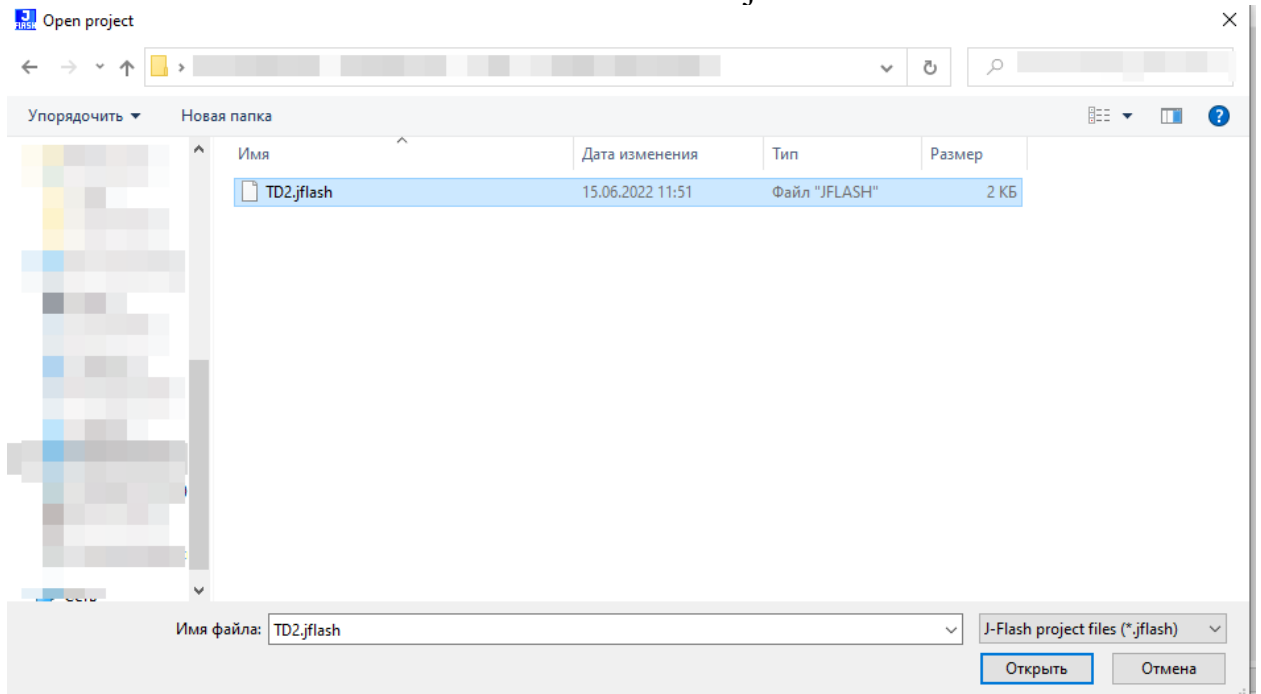 Open project
Упорядочить
Новая папка
Имя
Дата изменения
Тип
Размер
TD2.jflash
15.06.2022 11:51
Файл "JFLASH"
2 КБ
Имя файла:
TD2.jflash
J-Flash project files (*.jflash)
Открыть
Отмена